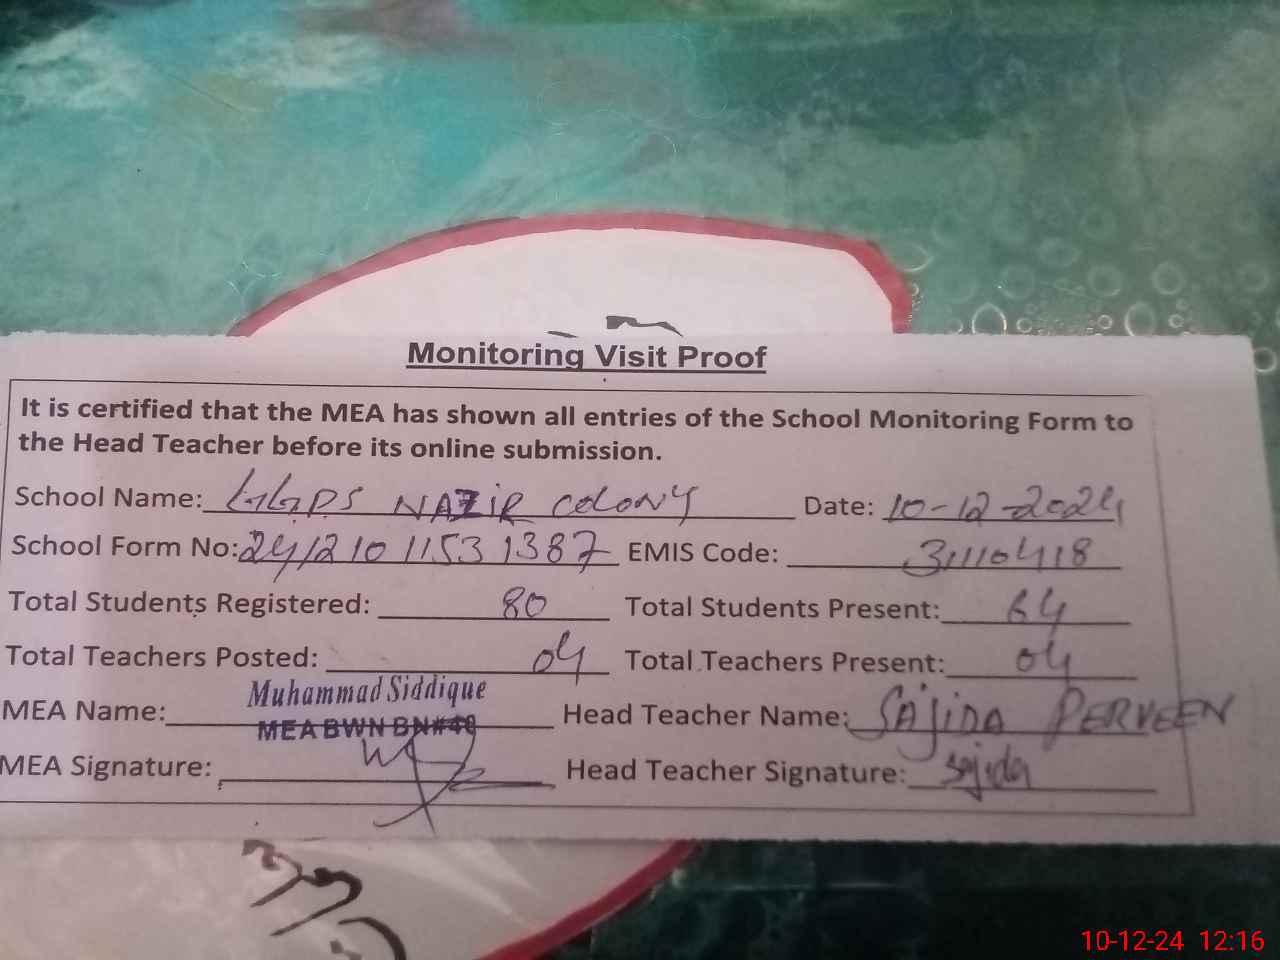 Monitoring Visit Proof
It is certified that the MEA has shown all entries of the School Monitoring Form to
the Head Teacher before its online submission.
School Name: GGPS NAZIR COLONY Date: 10-12-2024
School Form No: 24121011531387 EMIS Code: 31110418
Total Students Registered: 80 Total Students Present: 64
Total Teachers Posted: 04 Total Teachers Present: 04
Muhammad Siddique
MEA Name: MEA BWN BN#40 Head Teacher Name: SAJIDA PERVEEN
MEA Signature: Head Teacher Signature: Sajida
10-12-24 12:16